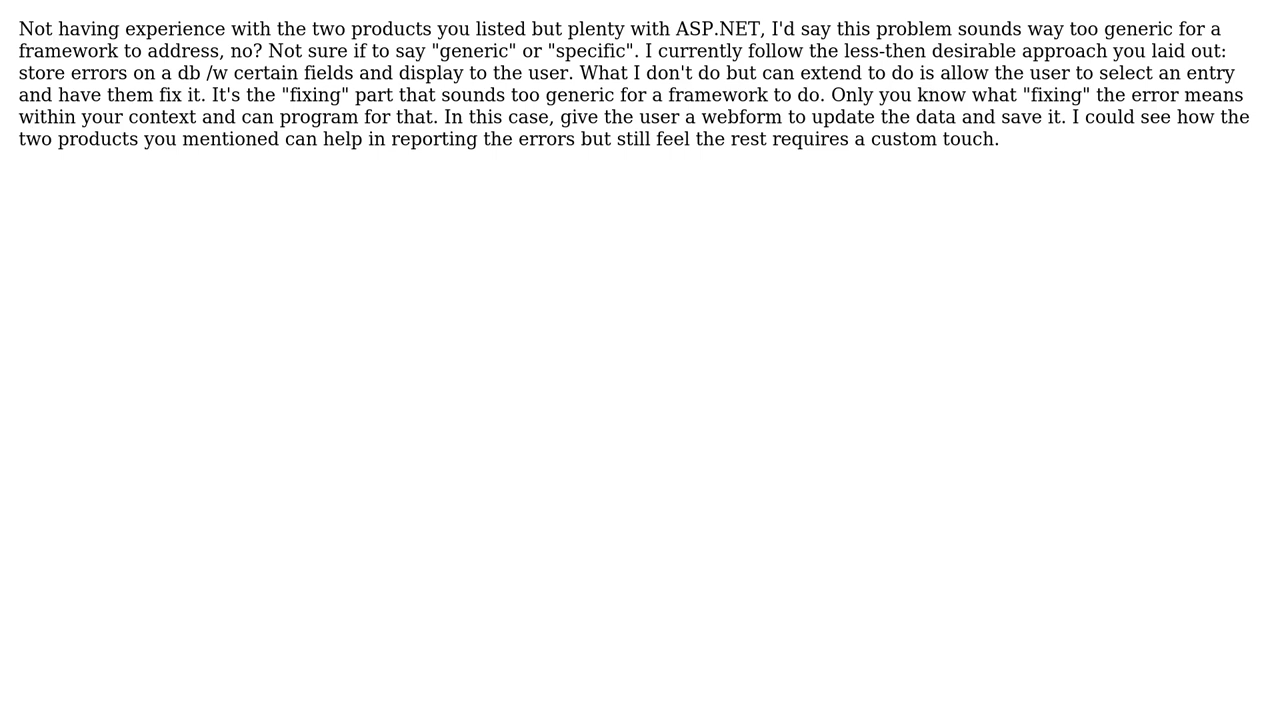 Not having experience with the two products you listed but plenty with ASP.NET, I'd say this problem sounds way too generic for a
framework to address, no? Not sure if to say "generic" or "specific". I currently follow the less-then desirable approach you laid out:
store errors on a db /w certain fields and display to the user. What I don't do but can extend to do is allow the user to select an entry
and have them fix it. It's the "fixing" part that sounds too generic for a framework to do. Only you know what "fixing" the error means
within your context and can program for that. In this case, give the user a webform to update the data and save it. I could see how the
two products you mentioned can help in reporting the errors but still feel the rest requires a custom touch.